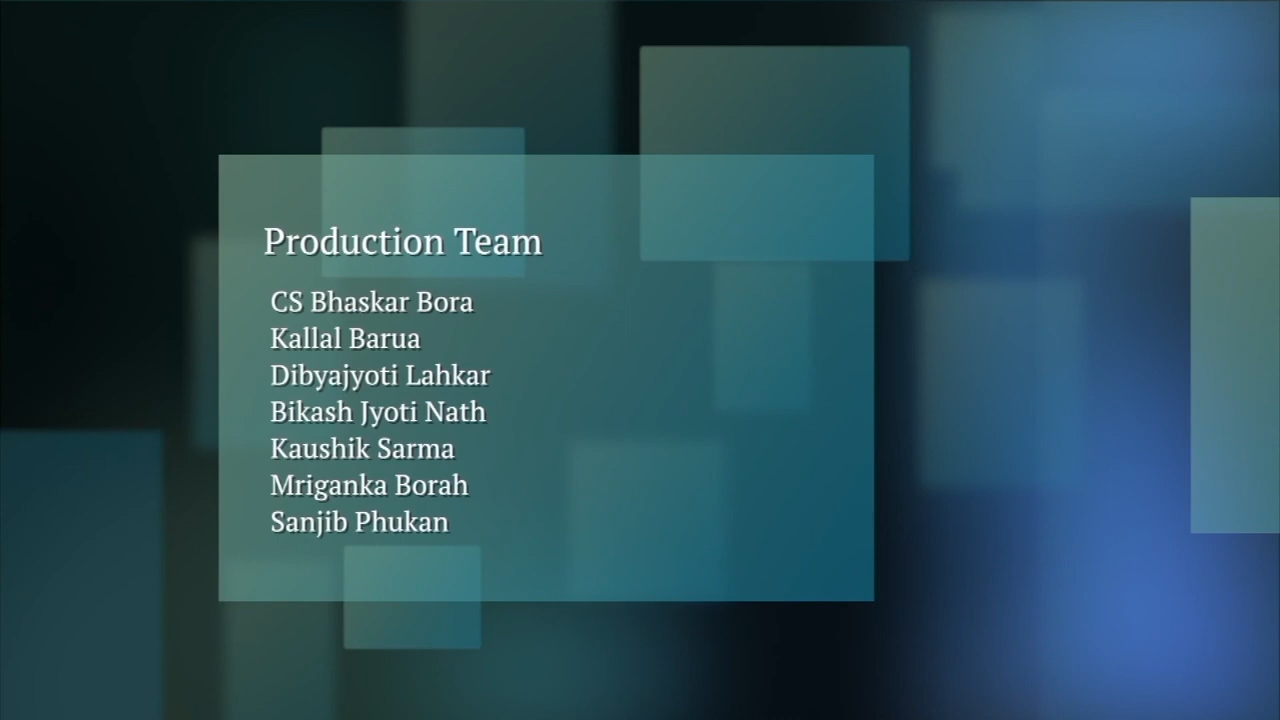 Production Team
CS Bhaskar Bora
Kallal Barua
Dibyajyoti Lahkar
Bikash Jyoti Nath
Kaushik Sarma
Mriganka Borah
Sanjib Phukan